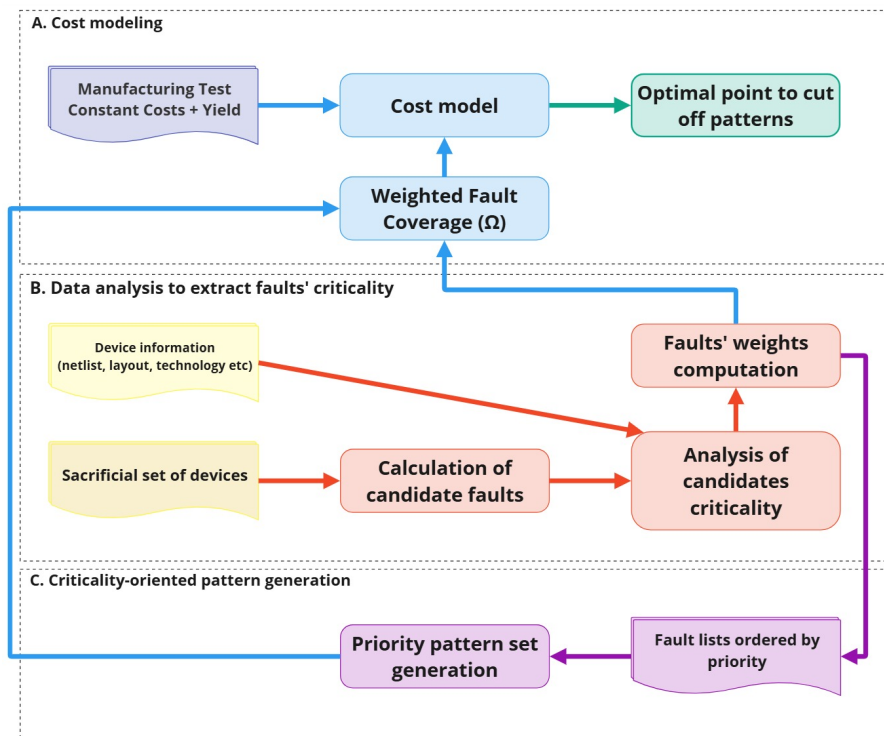 A. Cost modeling
Manufacturing Test
Constant Costs + Yield
Cost model
Optimal point to cut
off patterns
Weighted Fault
Coverage (Ω)
B. Data analysis to extract faults' criticality
Device information
(netlist, layout, technology etc)
Faults' weights
computation
Sacrificial set of devices
Calculation of
candidate faults
Analysis of
candidates
criticality
C. Criticality-oriented pattern generation
Priority pattern set
generation
Fault lists ordered by
priority